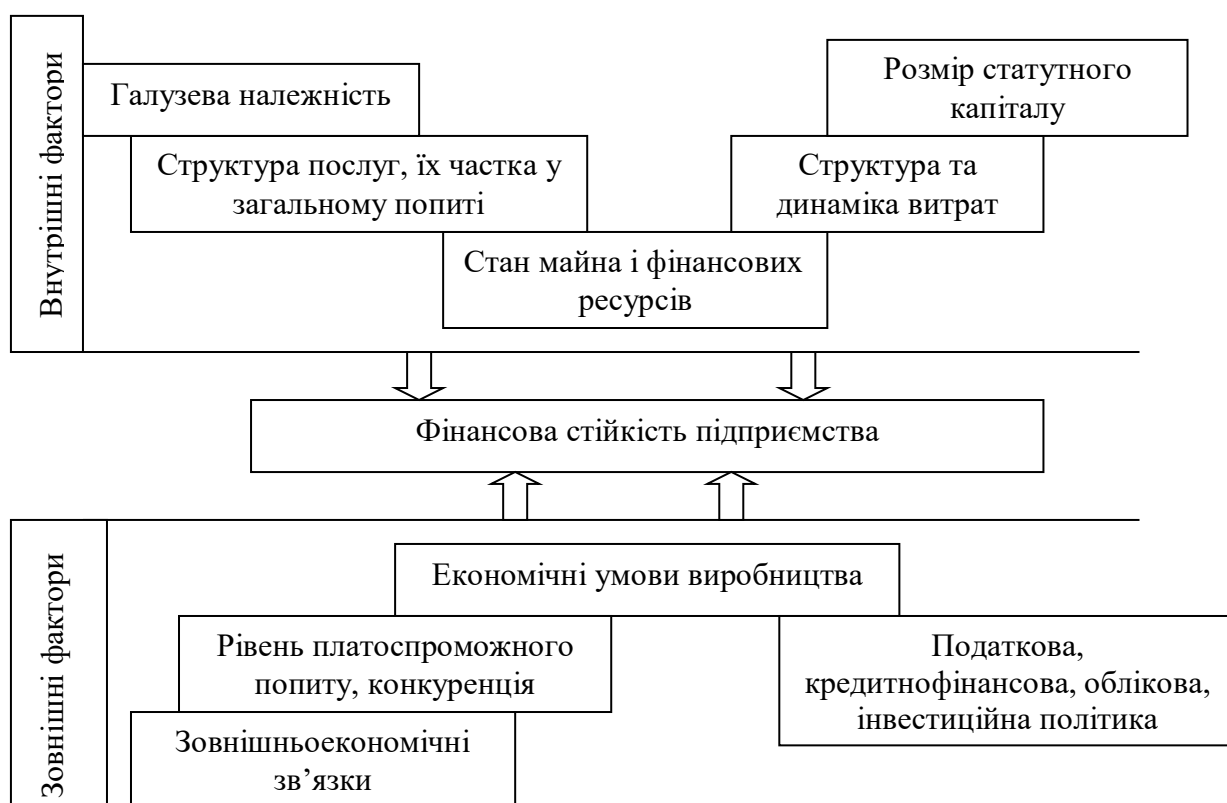 Внутрішні фактори
Галузева належність
Розмір статутного
капіталу
Структура послуг, їх частка у
загальному попиті
Структура та
динаміка витрат
Стан майна і фінансових
ресурсів
Фінансова стійкість підприємства
Зовнішні фактори
Економічні умови виробництва
Рівень платоспроможного
попиту, конкуренція
Податкова,
кредитнофінансова, облікова,
інвестиційна політика
Зовнішньоекономічні
зв’язки